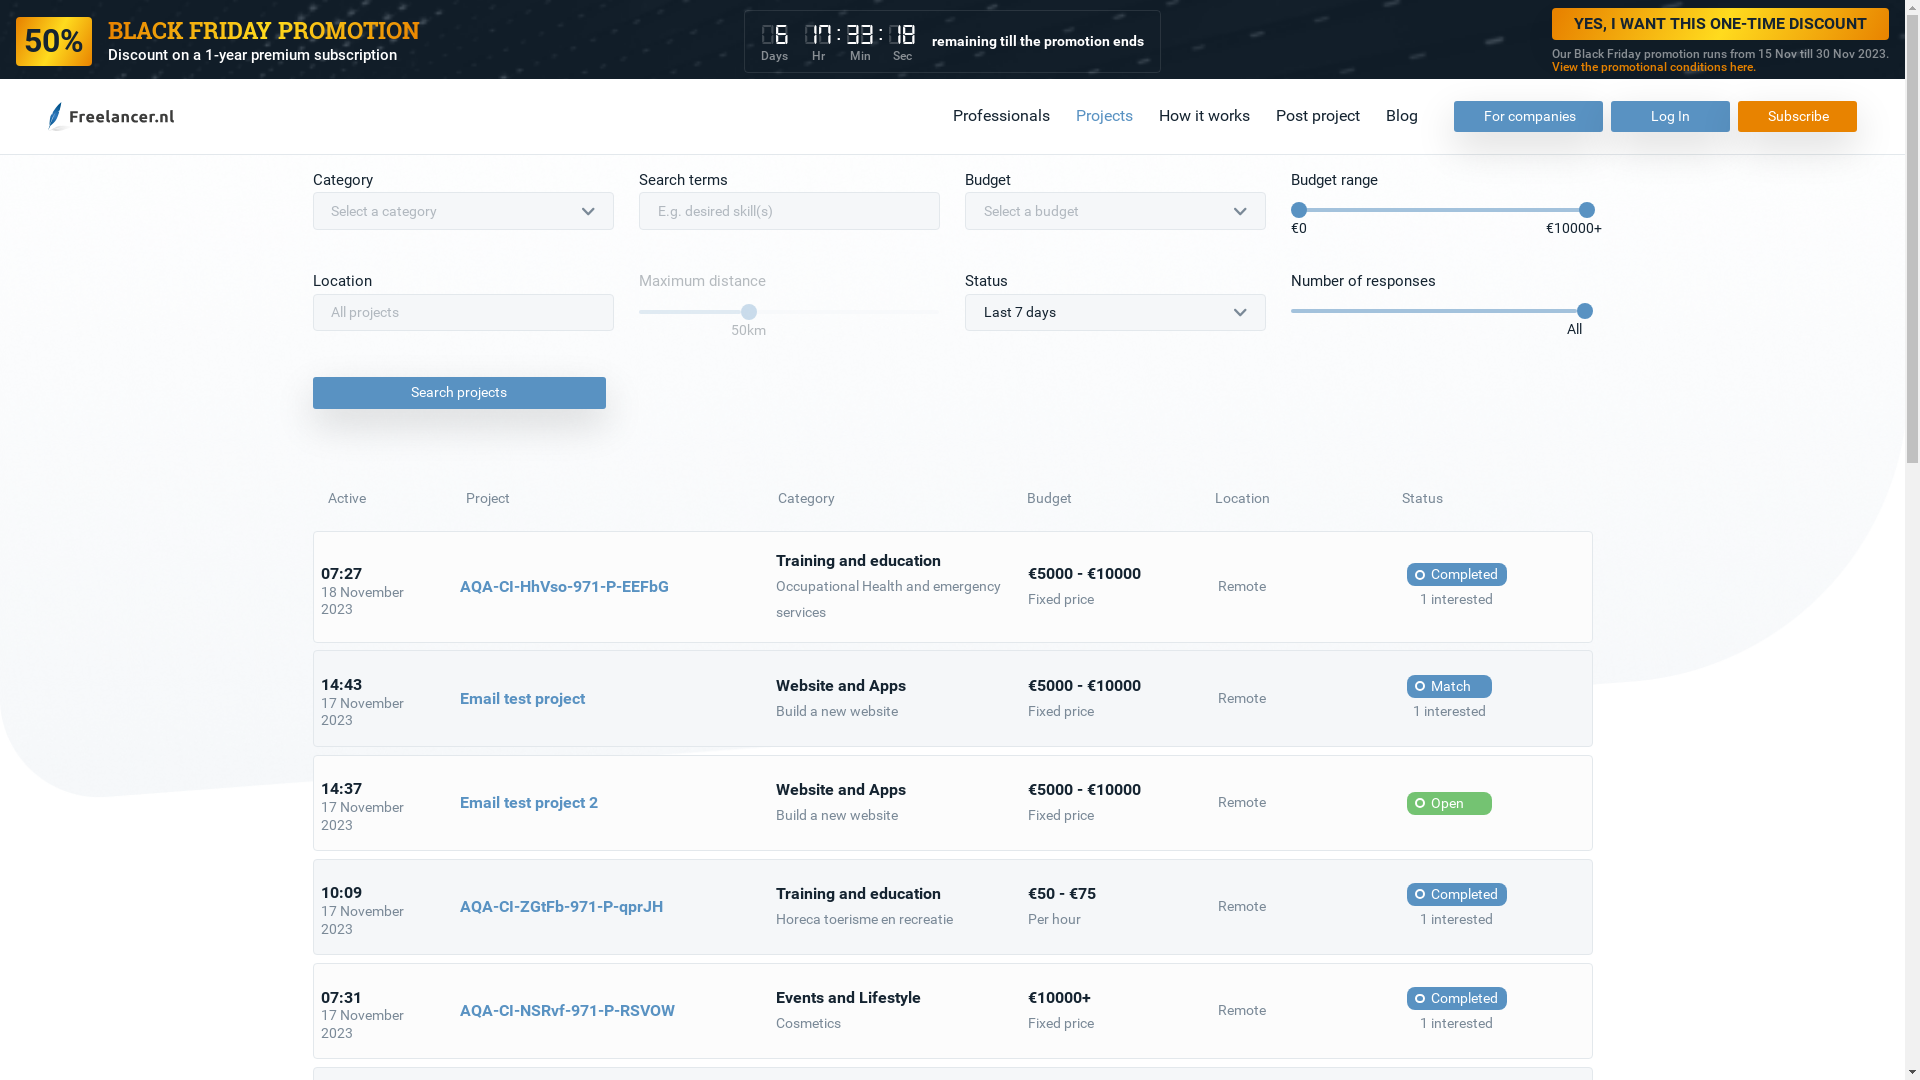 50%
BLACK FRIDAY PROMOTION
Discount on a 1-year premium subscription
6 17 : 33 : 18
Days Hr Min Sec
remaining till the promotion ends
YES, I WANT THIS ONE-TIME DISCOUNT
Our Black Friday promotion runs from 15 Nov till 30 Nov 2023.
View the promotional conditions here.
Freelancer.nl
Professionals Projects How it works Post project Blog For companies Log In Subscribe
Category Search terms Budget Budget range
Select a category E.g. desired skill(s) Select a budget
€0 €10000+
Location Maximum distance Status Number of responses
All projects Last 7 days
50km All
Search projects
Active Project Category Budget Location Status
07:27
18 November
2023
AQA-CI-HhVso-971-P-EEFbG
Training and education
Occupational Health and emergency
services
€5000 - €10000
Fixed price
Remote
Completed
1 interested
14:43
17 November
2023
Email test project
Website and Apps
Build a new website
€5000 - €10000
Fixed price
Remote
Match
1 interested
14:37
17 November
2023
Email test project 2
Website and Apps
Build a new website
€5000 - €10000
Fixed price
Remote
Open
10:09
17 November
2023
AQA-CI-ZGtFb-971-P-qprJH
Training and education
Horeca toerisme en recreatie
€50 - €75
Per hour
Remote
Completed
1 interested
07:31
17 November
2023
AQA-CI-NSRvf-971-P-RSVOW
Events and Lifestyle
Cosmetics
€10000+
Fixed price
Remote
Completed
1 interested